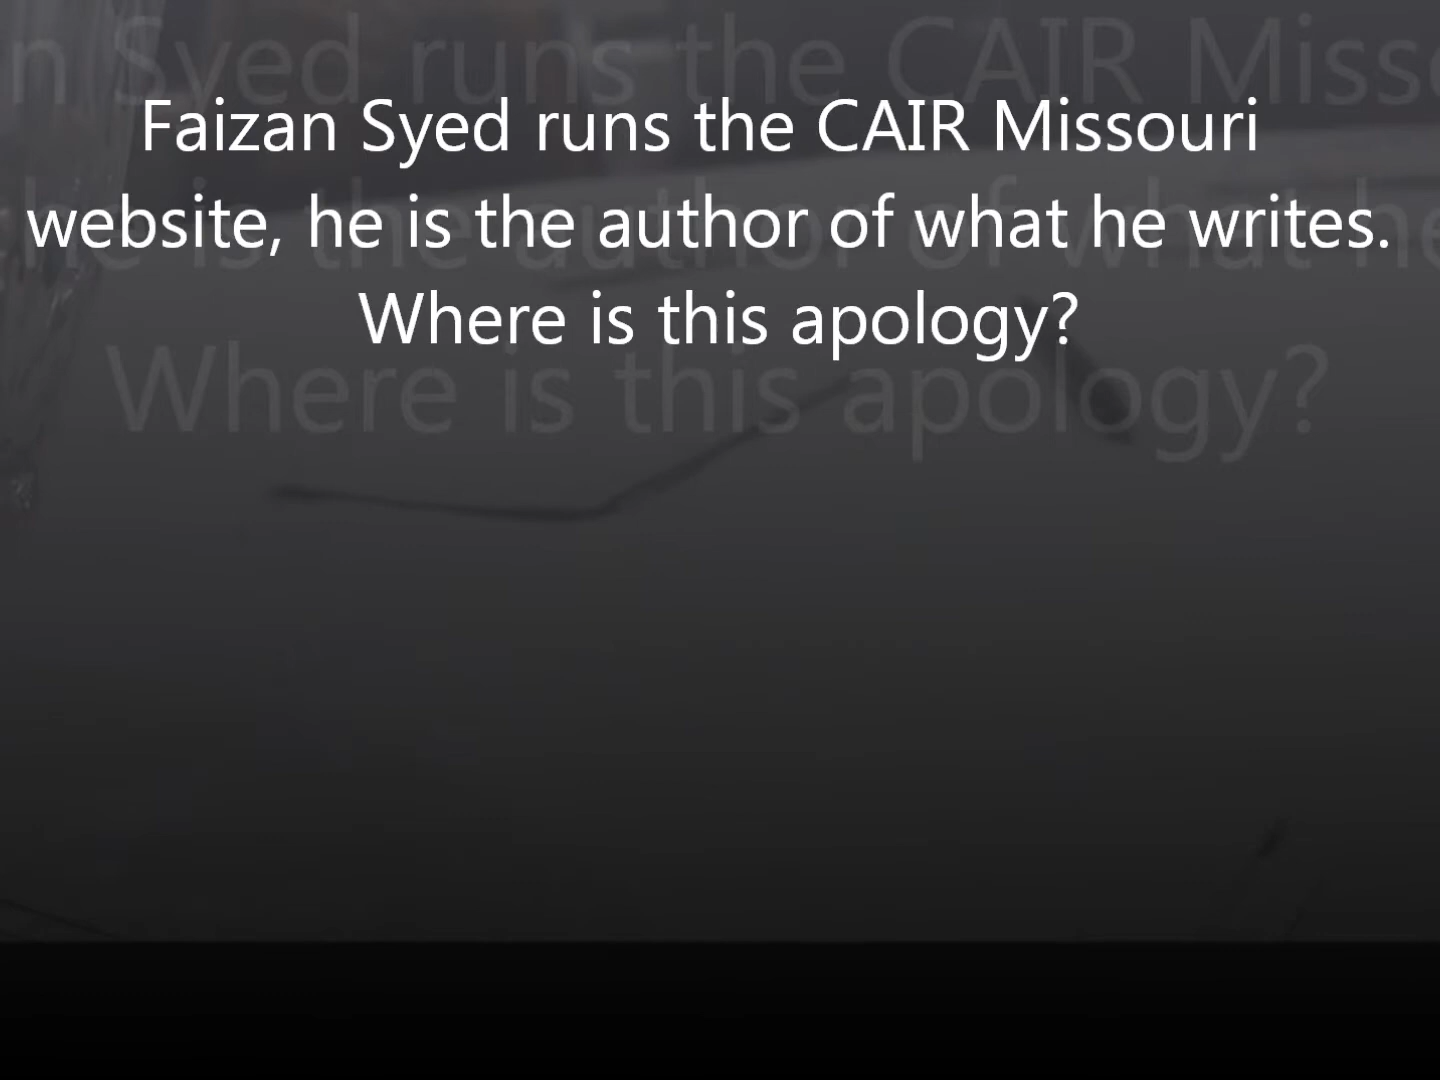 Faizan Syed runs the CAIR Missouri
website, he is the author of what he writes.
Where is this apology?